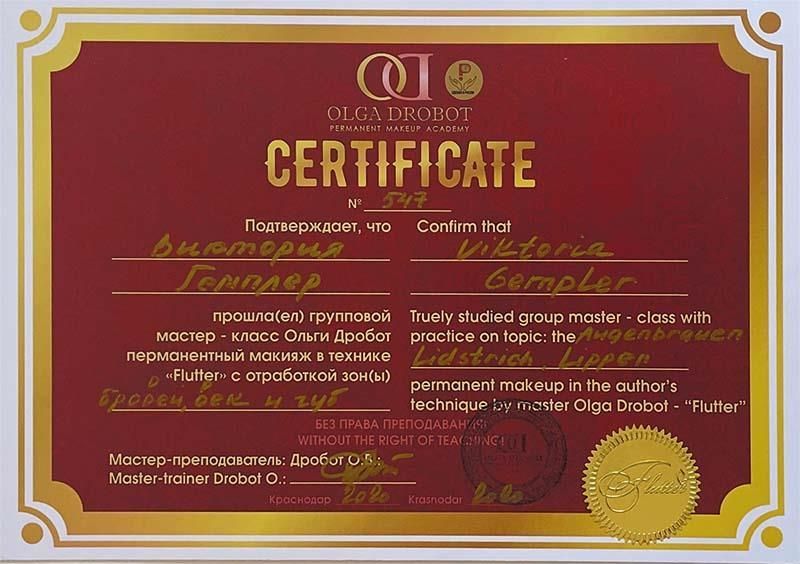 OD
OLGA DROBOT
PERMANENT MAKEUP ACADEMY
CERTIFICATE
№ 547
Подтверждает, что
Виктория
Гемплер
прошла(ел) групповой
мастер - класс Ольги Дробот
перманентный макияж в технике
«Flutter» с отработкой зон(ы)
бровей, век и губ
Confirm that
Viktoria
Gempler
Truely studied group master - class with
practice on topic: the Augenbrauen
Lidstrich, Lippen
permanent makeup in the author's
technique by master Olga Drobot - “Flutter”
БЕЗ ПРАВА ПРЕПОДАВАНИЯ!
WITHOUT THE RIGHT OF TEACHING!
Мастер-преподаватель: Дробот О.В.:
Master-trainer Drobot O.:
Краснодар 2020 Krasnodar 2020
Flutter